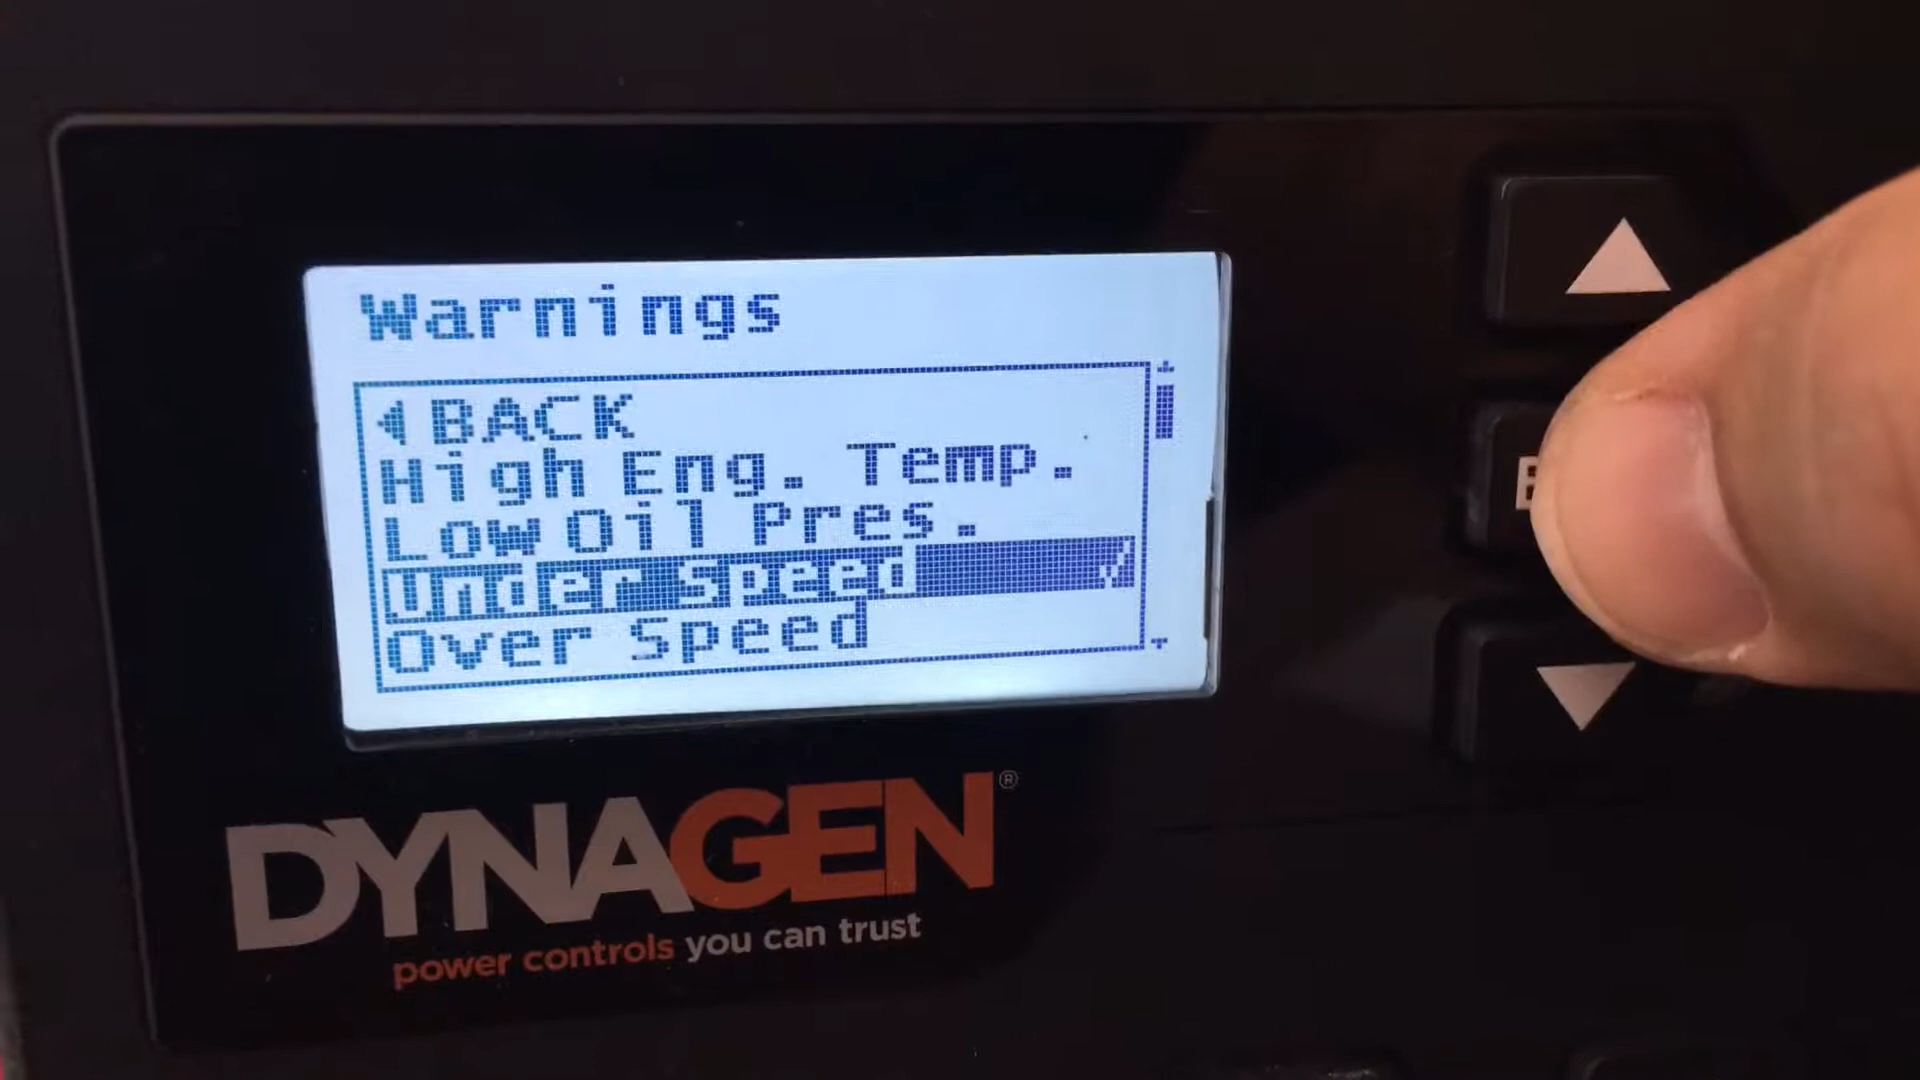 Warnings
◀BACK
High Eng. Temp.
Low Oil Pres.
Under Speed ✓
Over Speed
E
DYNAGEN®
power controls you can trust